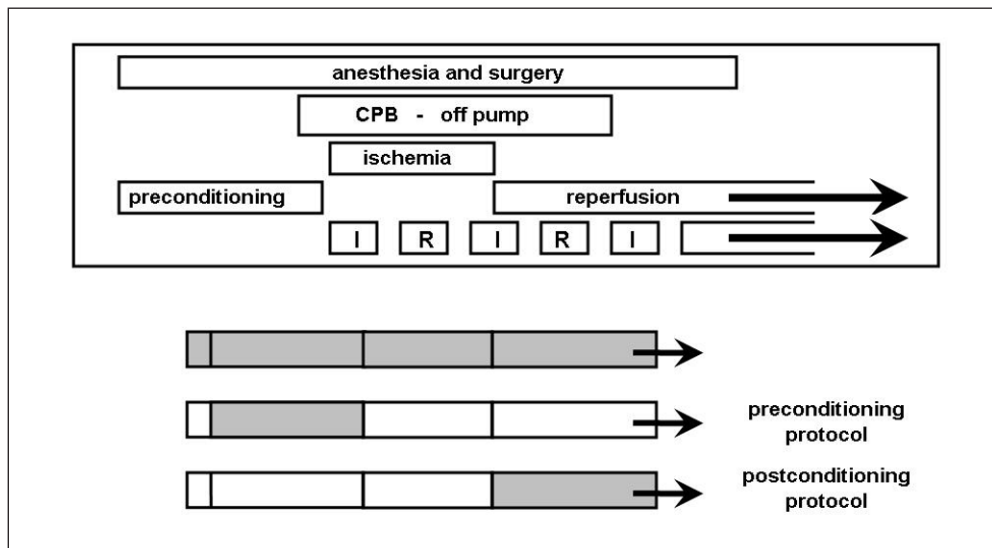 anesthesia and surgery
CPB - off pump
ischemia
preconditioning reperfusion
I R I R I
preconditioning
protocol
postconditioning
protocol